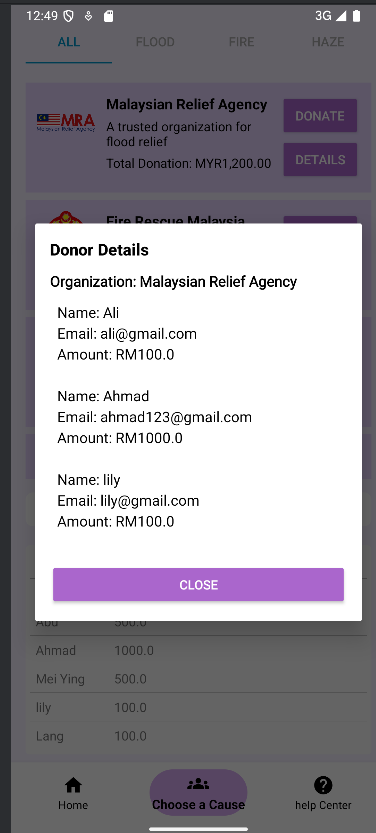 12:49
3G
ALL FLOOD FIRE HAZE
MRA
Malaysian Relief Agency
Malaysian Relief Agency
A trusted organization for
flood relief
Total Donation: MYR1,200.00
DONATE
DETAILS
Fire Rescue Malaysia
Donor Details
Organization: Malaysian Relief Agency
Name: Ali
Email: ali@gmail.com
Amount: RM100.0
Name: Ahmad
Email: ahmad123@gmail.com
Amount: RM1000.0
Name: lily
Email: lily@gmail.com
Amount: RM100.0
CLOSE
Abu 500.0
Ahmad 1000.0
Mei Ying 500.0
lily 100.0
Lang 100.0
Home
Choose a Cause
help Center